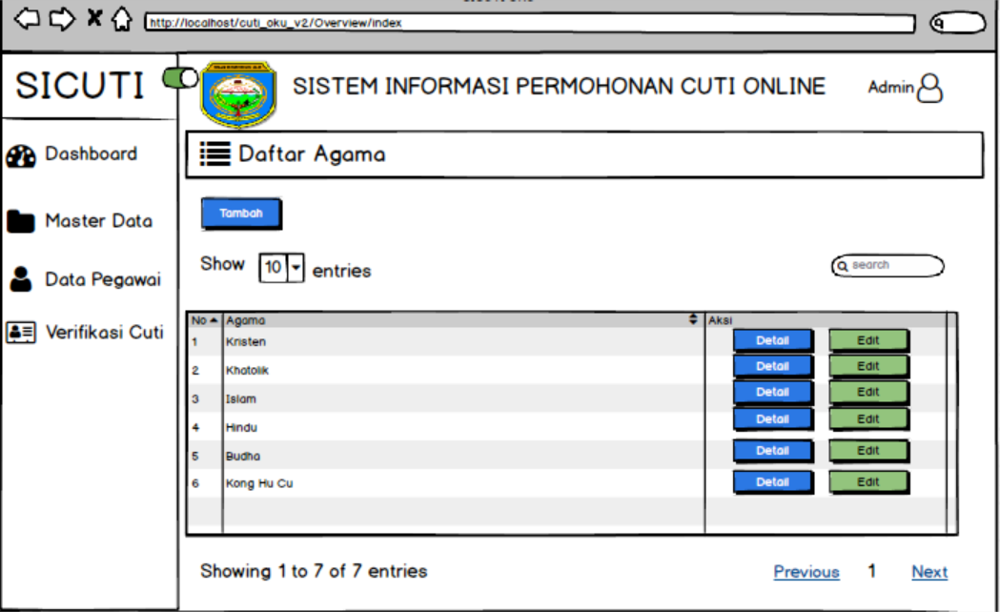 http://localhost/cuti_oku_v2/Overview/index
SICUTI
SISTEM INFORMASI PERMOHONAN CUTI ONLINE
Admin
Dashboard
Master Data
Data Pegawai
Verifikasi Cuti
Daftar Agama
Tambah
Show 10 entries
search
No Agama Aksi
1 Kristen Detail Edit
2 Khatolik Detail Edit
3 Islam Detail Edit
4 Hindu Detail Edit
5 Budha Detail Edit
6 Kong Hu Cu Detail Edit
Showing 1 to 7 of 7 entries
Previous 1 Next